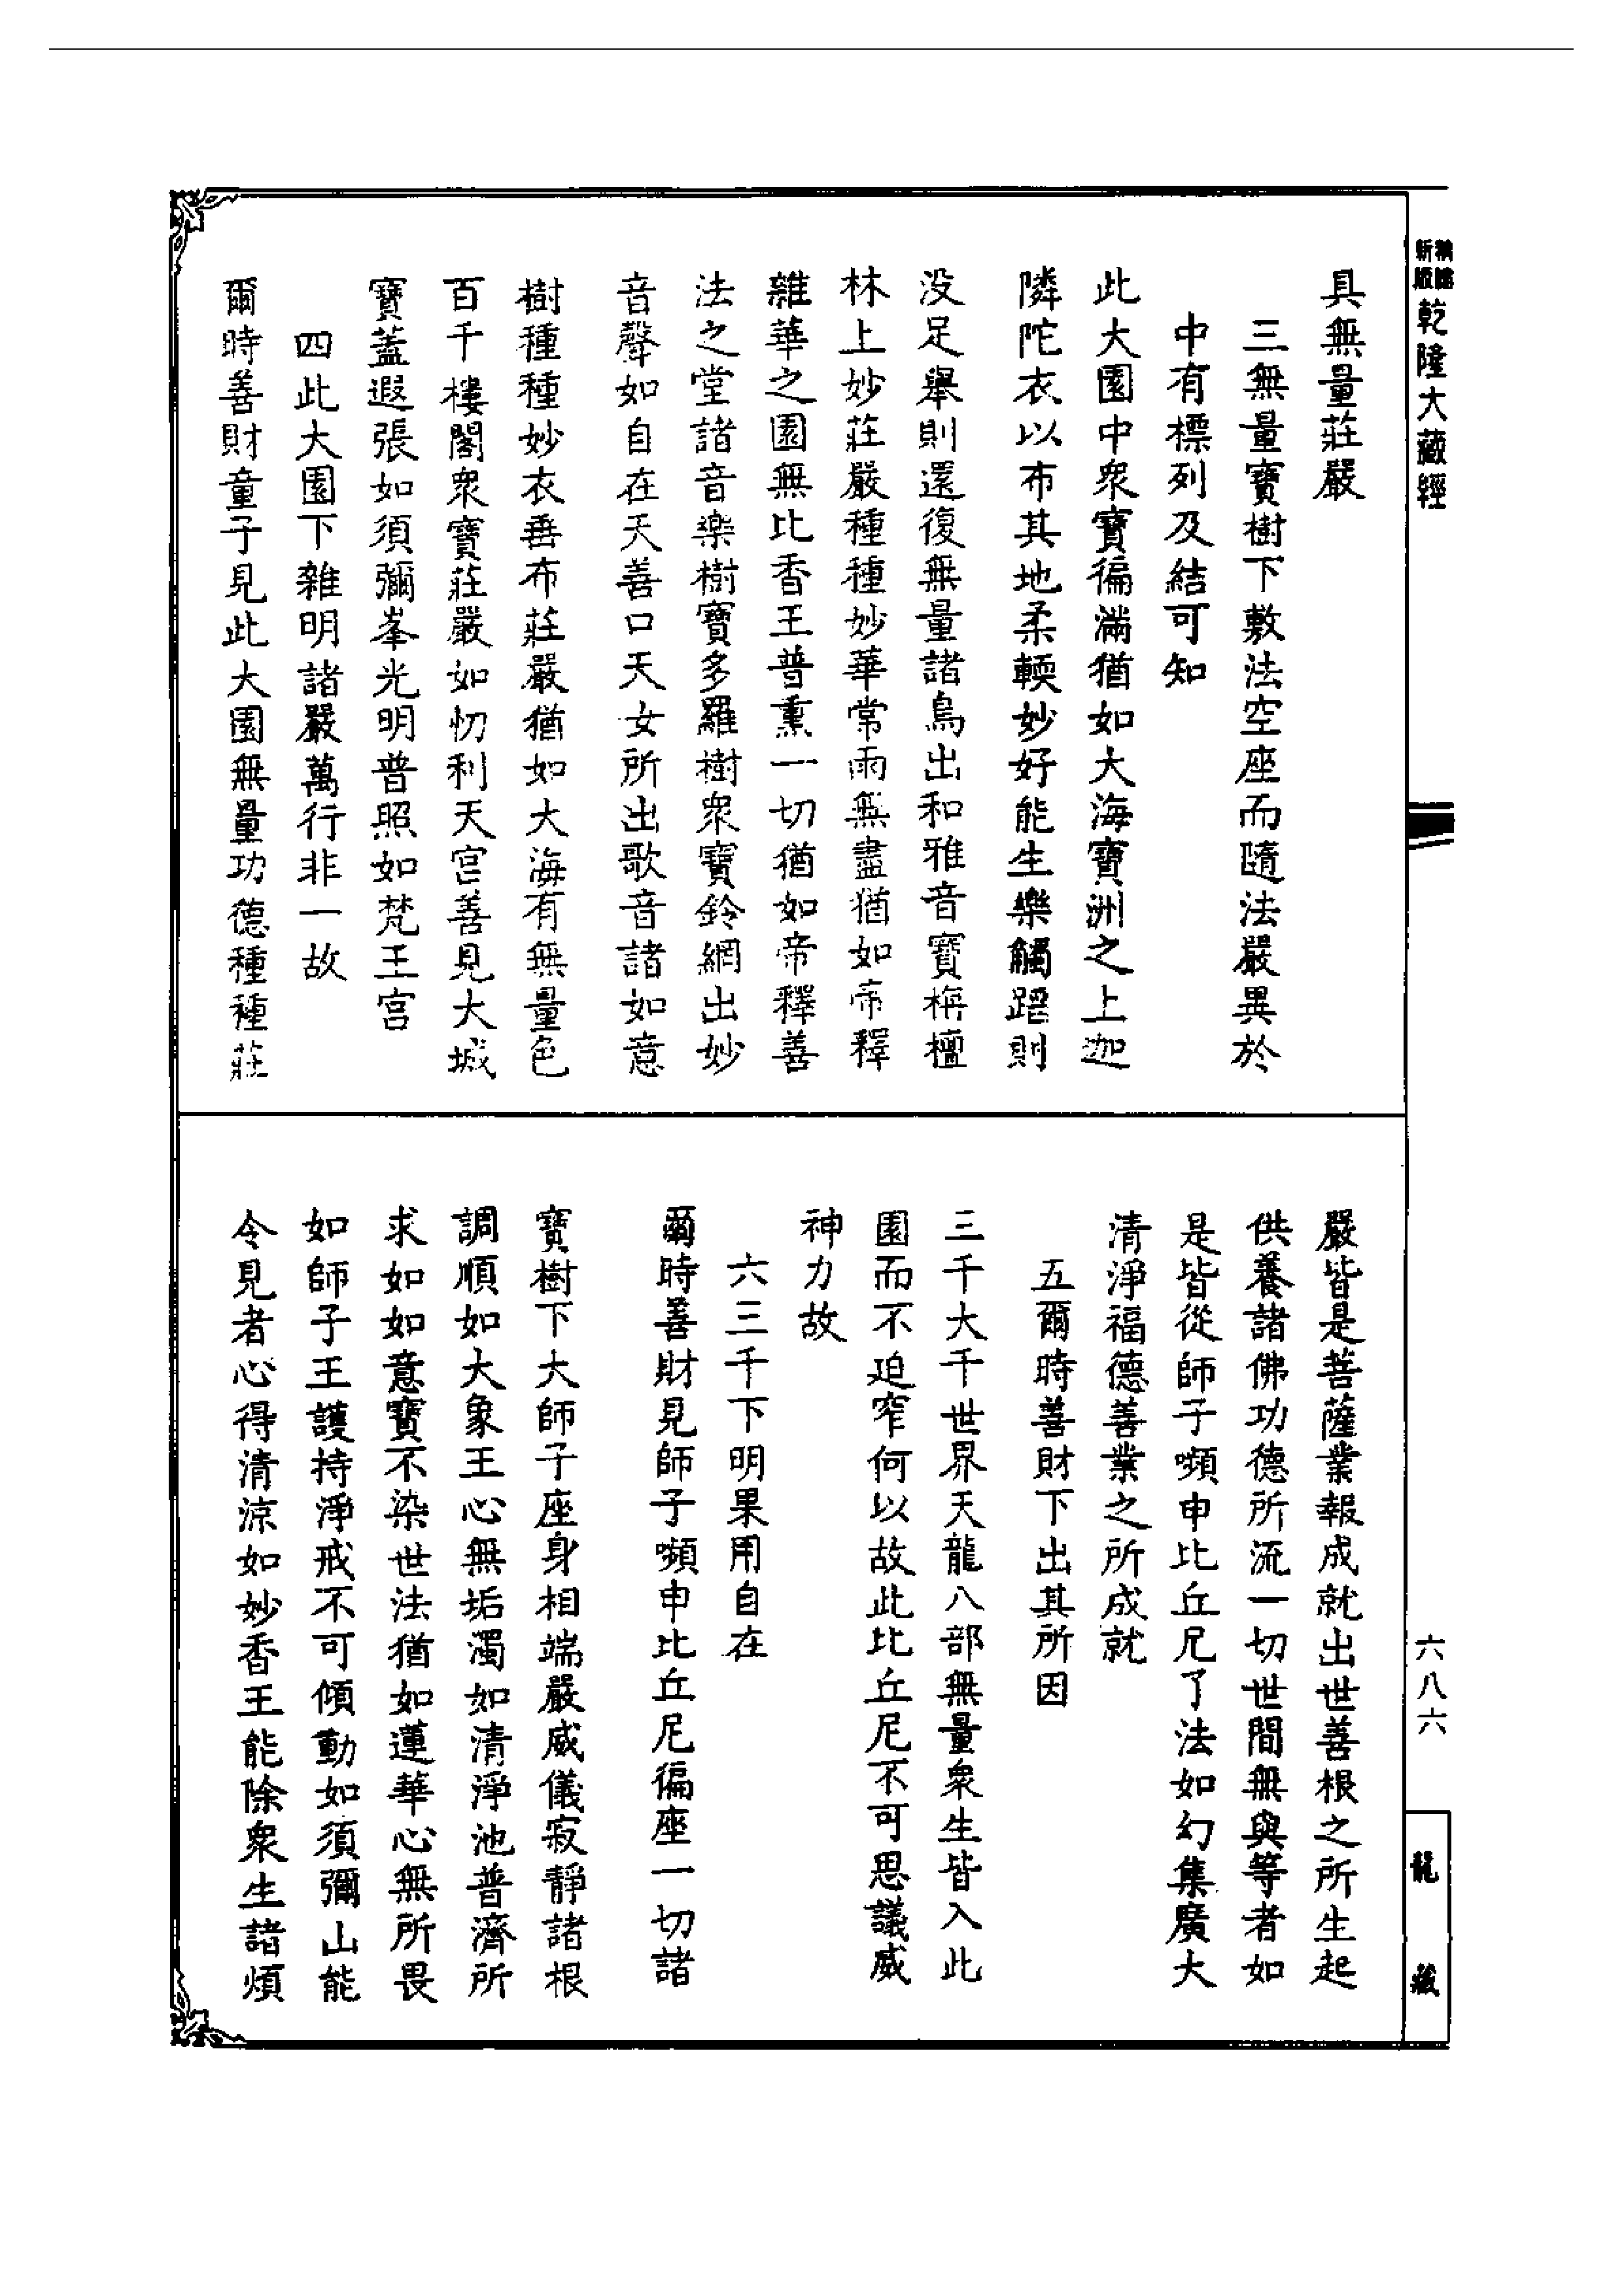 新版
精縮
乾隆大藏經
具無量莊嚴
三無量寶樹下敷法空座而隨法嚴異於
中有標列及結可知
此大園中衆寶徧滿猶如大海寶洲之上迦
隣陀衣以布其地柔輭妙好能生樂觸蹈則
没足舉則還復無量諸鳥出和雅音寶栴檀
林上妙莊嚴種種妙華常雨無盡猶如帝釋
雜華之園無比香王普熏一切猶如帝釋善
法之堂諸音樂樹寶多羅樹衆寶鈴網出妙
音聲如自在天善口天女所出歌音諸如意
樹種種妙衣垂布莊嚴猶如大海有無量色
百千樓閣衆寶莊嚴如忉利天宮善見大城
寶蓋遐張如須彌峯光明普照如梵王宮
四此大園下雜明諸嚴萬行非一故
爾時善財童子見此大園無量功德種種莊
嚴皆是菩薩業報成就出世善根之所生起
供養諸佛功德所流一切世間無與等者如
是皆從師子嚬申比丘尼了法如幻集廣大
清淨福德善業之所成就
五爾時善財下出其所因
三千大千世界天龍八部無量衆生皆入此
園而不迫窄何以故此比丘尼不可思議威
神力故
六三千下明果用自在
爾時善財見師子嚬申比丘尼徧座一切諸
寶樹下大師子座身相端嚴威儀寂靜諸根
調順如大象王心無垢濁如清淨池普濟所
求如如意寶不染世法猶如蓮華心無所畏
如師子王護持淨戒不可傾動如須彌山能
令見者心得清涼如妙香王能除衆生諸煩
六八六
龍藏